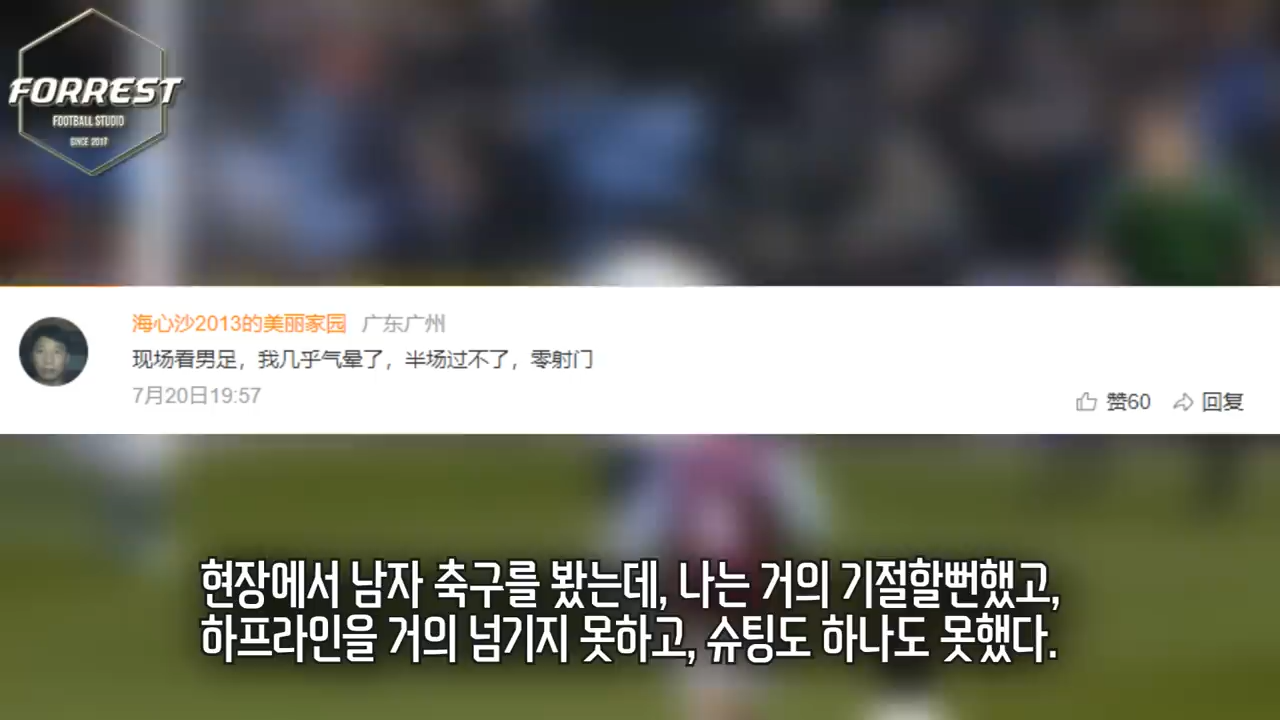 FORREST
FOOTBALL STUDIO
SINCE 2017
海心沙2013的美丽家园 广东广州
现场看男足，我几乎气晕了，半场过不了，零射门
7月20日19:57
赞60 回复
현장에서 남자 축구를 봤는데, 나는 거의 기절할뻔했고,
하프라인을 거의 넘기지 못하고, 슈팅도 하나도 못했다.